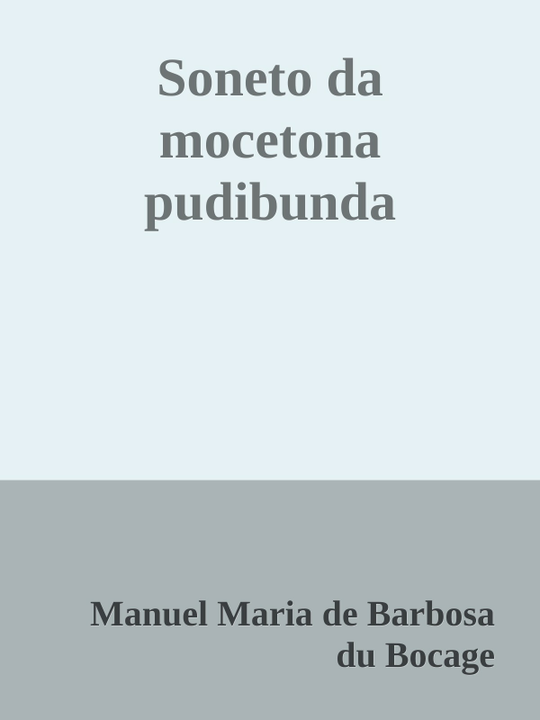 Soneto da
mocetona
pudibunda
Manuel Maria de Barbosa
du Bocage